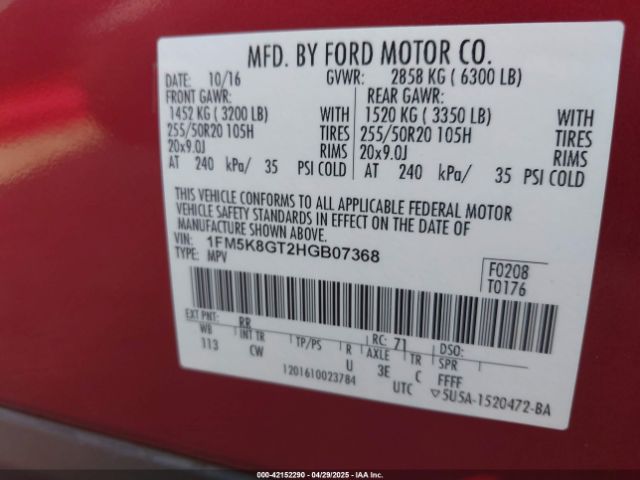 MFD. BY FORD MOTOR CO.
DATE: 10/16 GVWR: 2858 KG ( 6300 LB)
FRONT GAWR: REAR GAWR:
1452 KG ( 3200 LB) WITH 1520 KG ( 3350 LB) WITH
255/50R20 105H TIRES 255/50R20 105H TIRES
20x9.0J RIMS 20x9.0J RIMS
AT 240 kPa/ 35 PSI COLD AT 240 kPa/ 35 PSI COLD
THIS VEHICLE CONFORMS TO ALL APPLICABLE FEDERAL MOTOR
VEHICLE SAFETY STANDARDS IN EFFECT ON THE DATE OF
MANUFACTURE SHOWN ABOVE.
VIN: 1FM5K8GT2HGB07368
TYPE: MPV
F0208
T0176
EXT PNT: RR RC: 71 DSO:
WB INT TR TP/PS R AXLE TR SPR
113 CW U 3E C FFFF
1201610023784 UTC ▽5U5A-1520472-BA
000-42152290 - 04/29/2025 - IAA Inc.